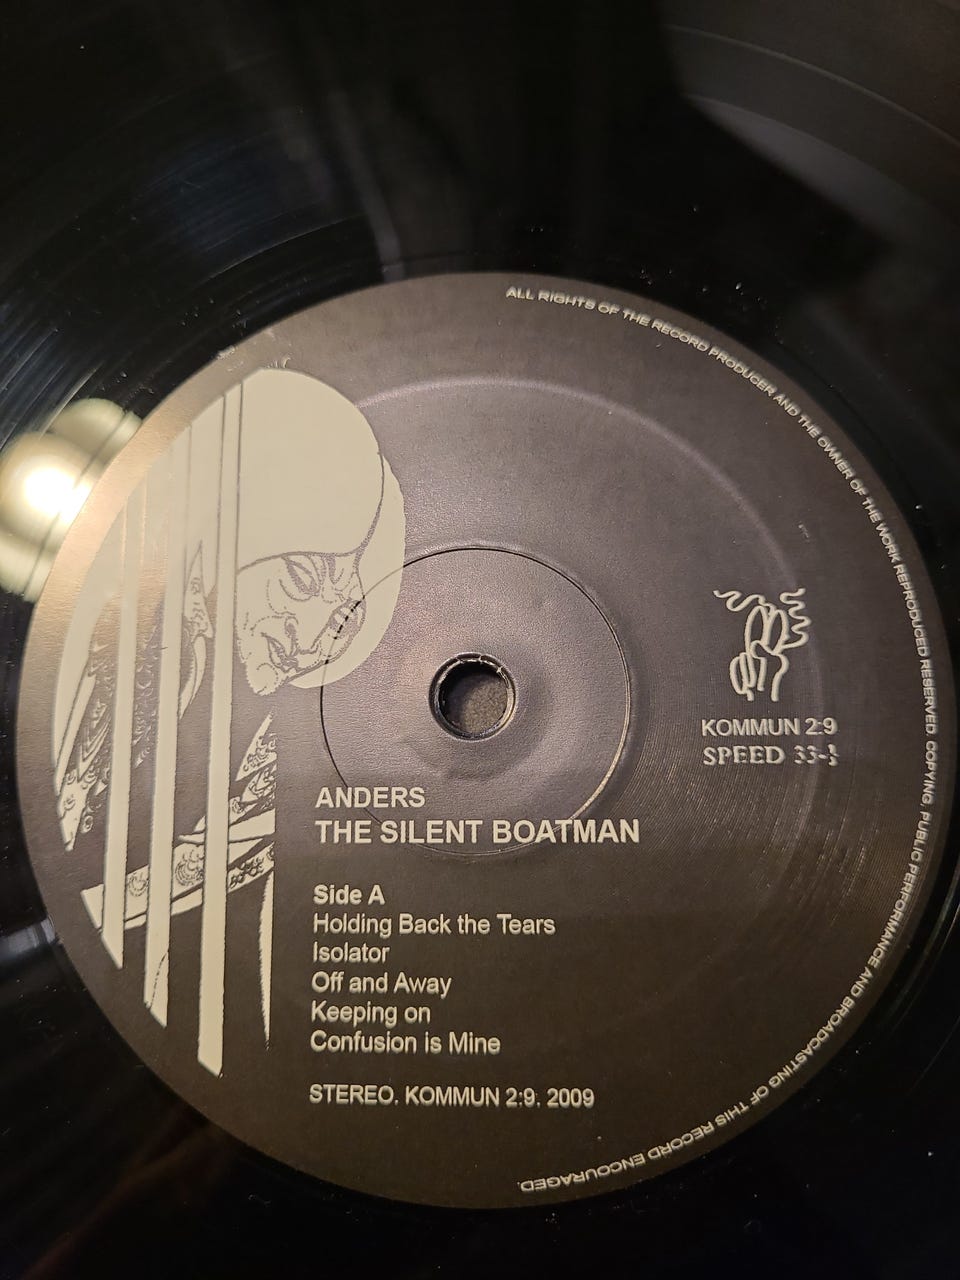 ALL RIGHTS OF THE RECORD PRODUCER AND THE OWNER OF THE WORK REPRODUCED RESERVED. COPYING, PUBLIC PERFORMANCE AND BROADCASTING OF THIS RECORD ENCOURAGED.
KOMMUN 2:9
SPEED 33-⅓
ANDERS
THE SILENT BOATMAN
Side A
Holding Back the Tears
Isolator
Off and Away
Keeping on
Confusion is Mine
STEREO. KOMMUN 2:9. 2009